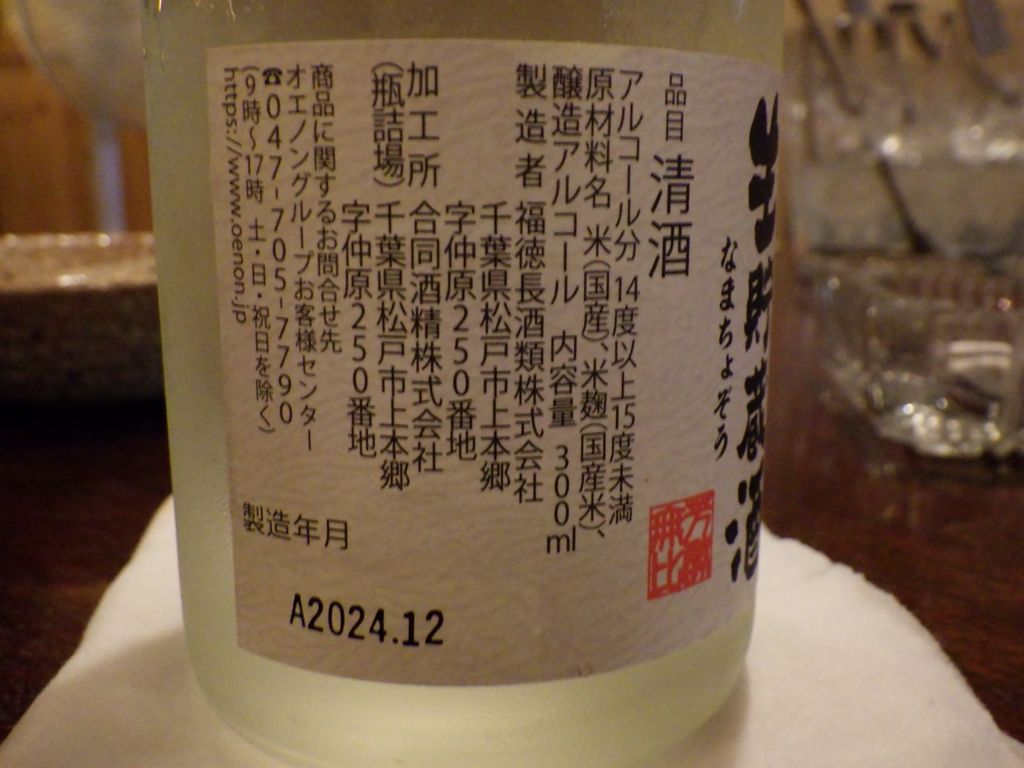 生貯蔵酒
なまちょぞう
芳醇無比
品目 清酒
アルコール分 14度以上15度未満
原材料名 米(国産)、米麹(国産米)、
醸造アルコール 内容量 300ml
製造者 福徳長酒類株式会社
千葉県松戸市上本郷
字仲原250番地
加工所 合同酒精株式会社
(瓶詰場) 千葉県松戸市上本郷
字仲原250番地
商品に関するお問合せ先
オエノングループお客様センター
☎047-705-7790
(9時〜17時 土・日・祝日を除く)
https://www.oenon.jp
製造年月
A2024.12